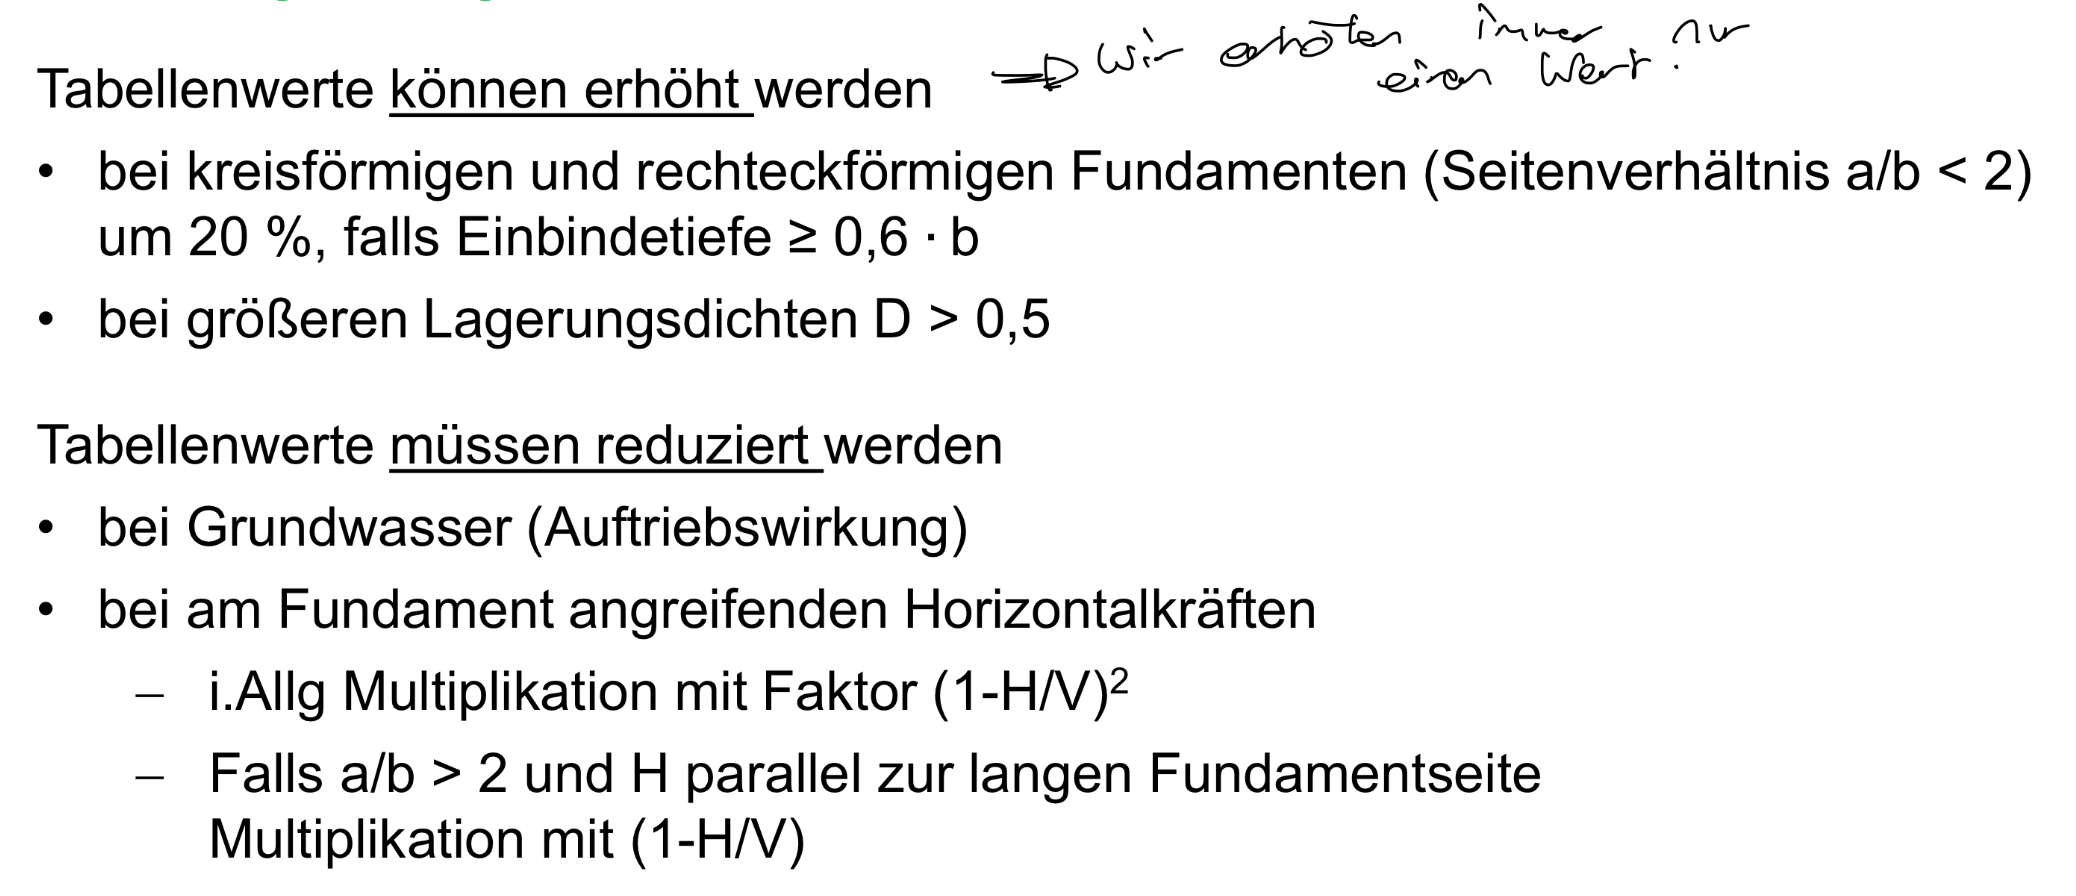 ⇒ Wir erhöhen immer nur
einen Wert!
Tabellenwerte können erhöht werden
• bei kreisförmigen und rechteckförmigen Fundamenten (Seitenverhältnis a/b < 2)
um 20 %, falls Einbindetiefe ≥ 0,6 · b
• bei größeren Lagerungsdichten D > 0,5
Tabellenwerte müssen reduziert werden
• bei Grundwasser (Auftriebswirkung)
• bei am Fundament angreifenden Horizontalkräften
– i.Allg Multiplikation mit Faktor (1-H/V)²
– Falls a/b > 2 und H parallel zur langen Fundamentseite
Multiplikation mit (1-H/V)